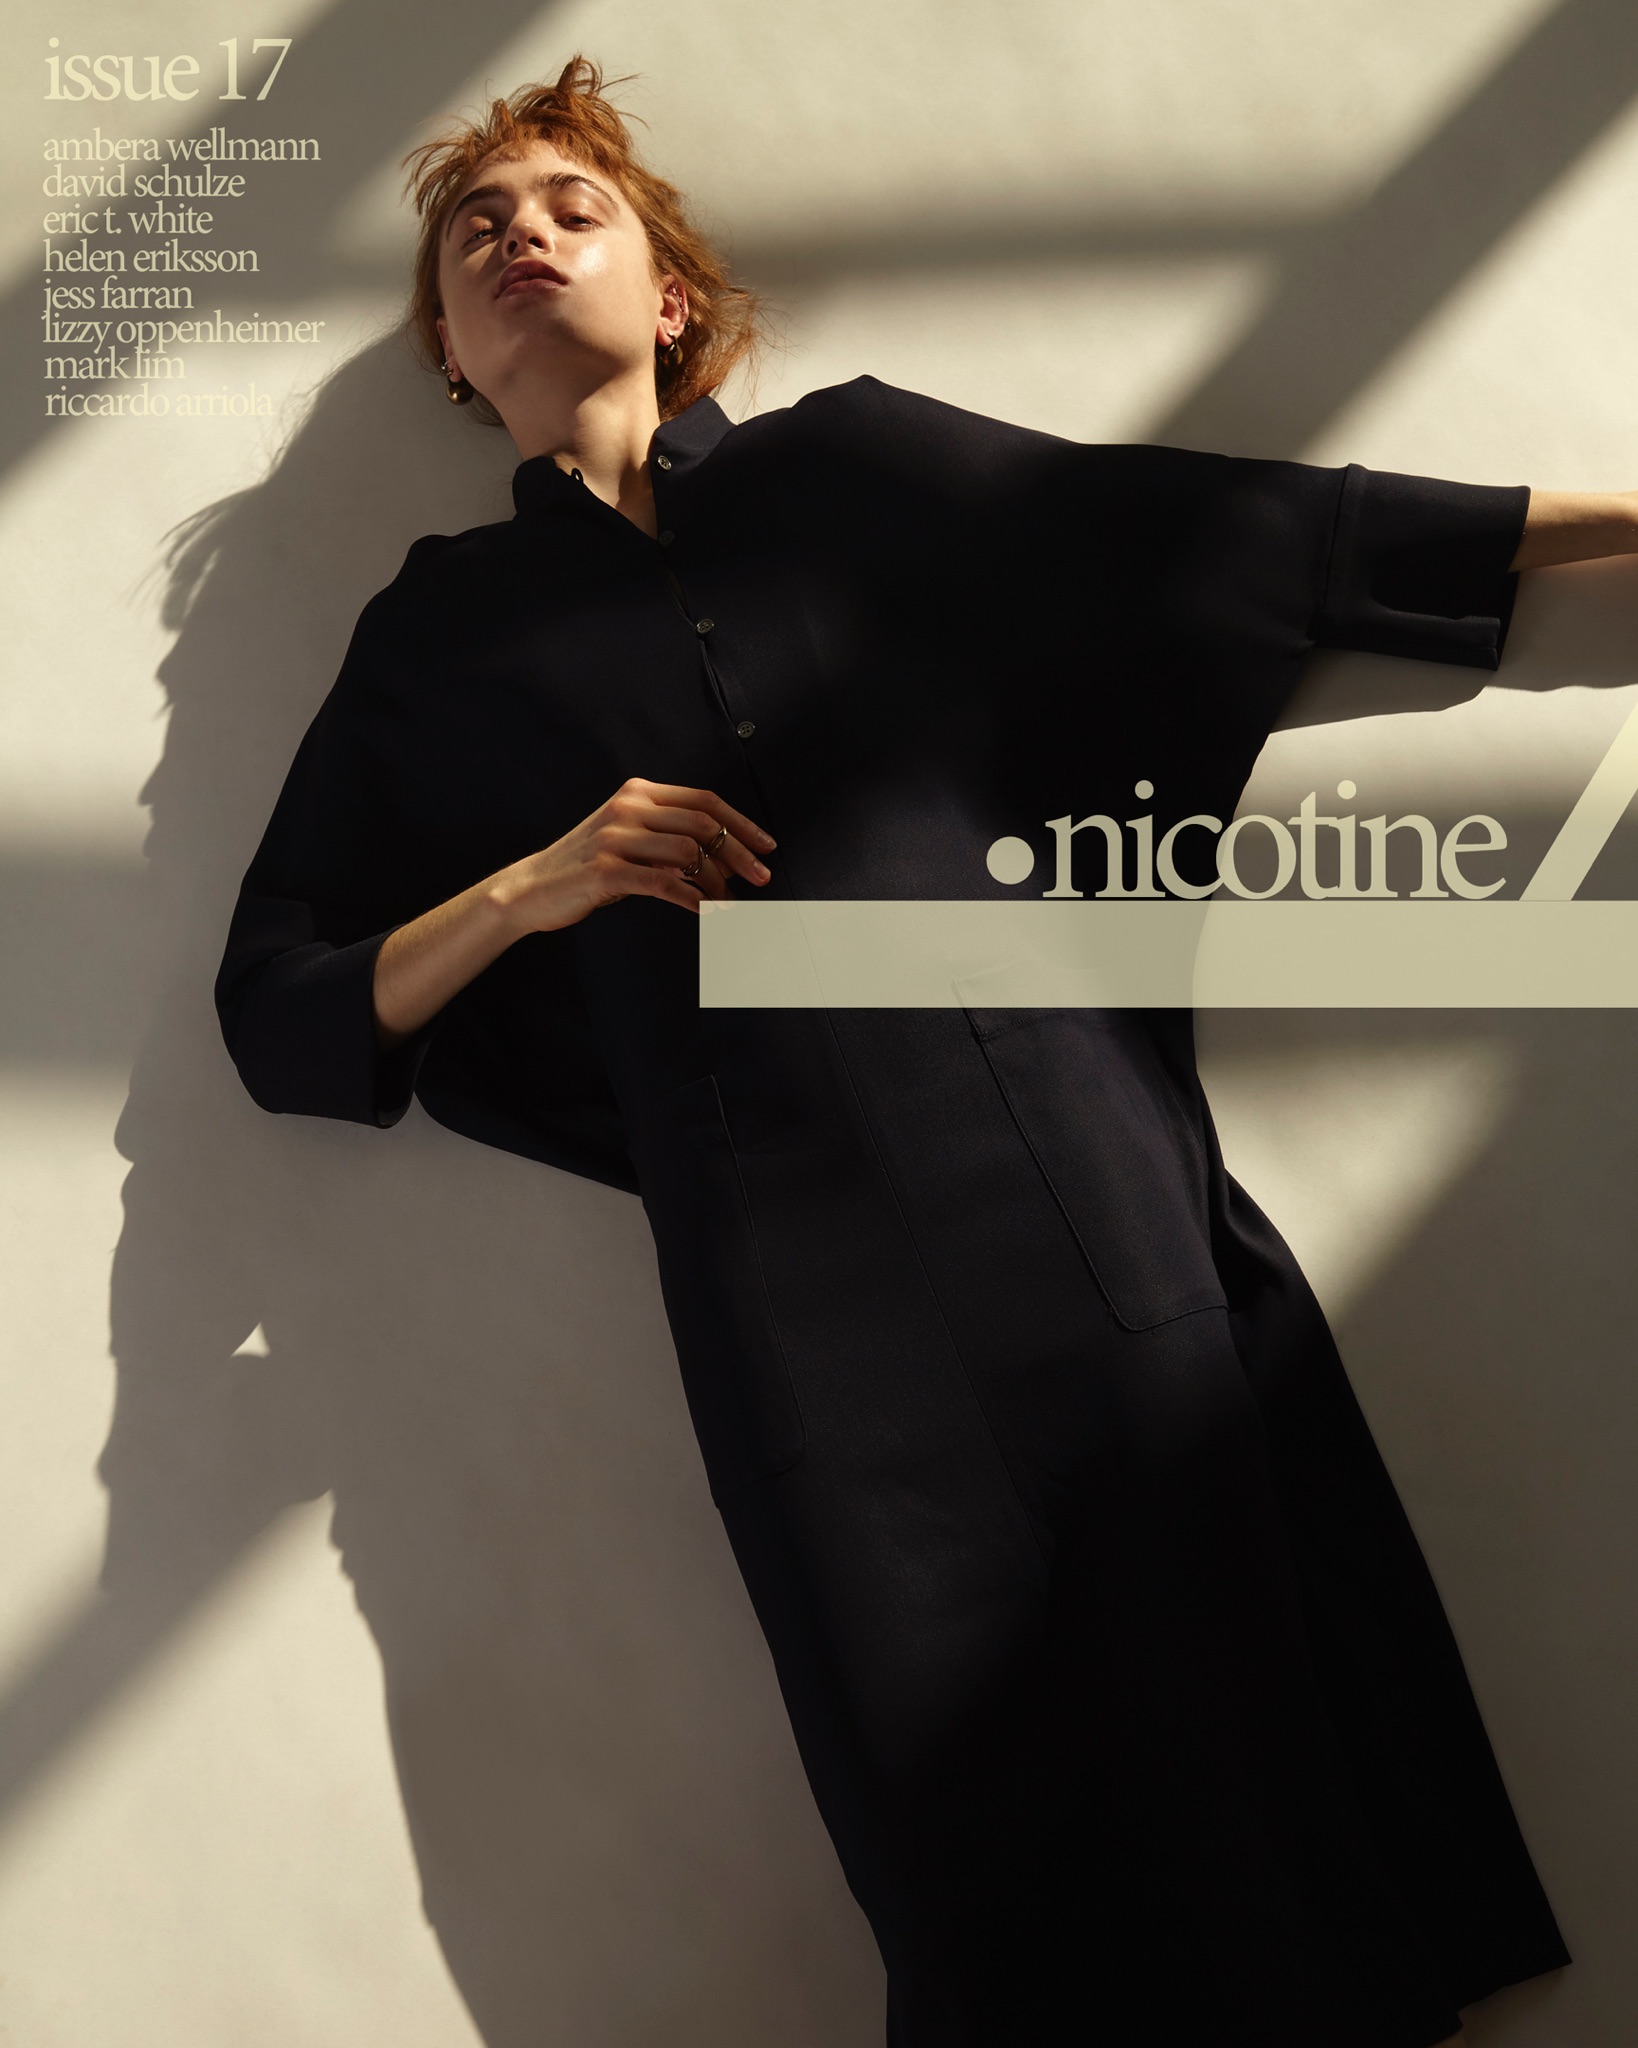 issue 17
ambera wellmann
david schulze
eric t. white
helen eriksson
jess farran
lizzy oppenheimer
mark lim
riccardo arriola
.nicotine